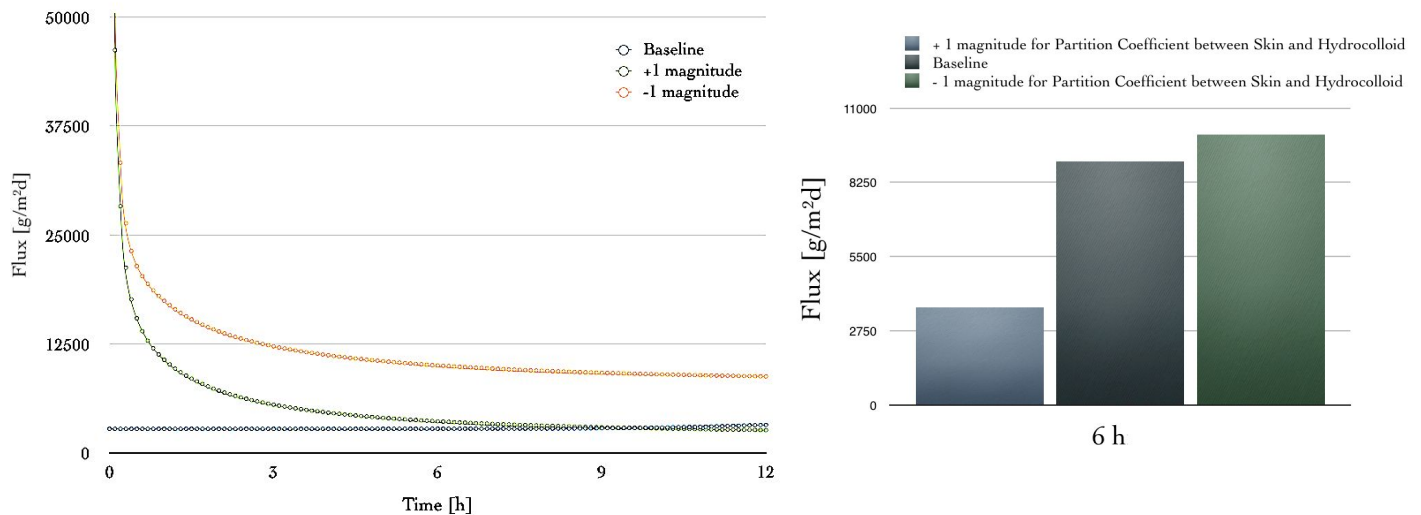 50000
37500
25000
12500
0
Flux [g/m²d]
Baseline
+1 magnitude
-1 magnitude
0 3 6 9 12
Time [h]
+ 1 magnitude for Partition Coefficient between Skin and Hydrocolloid
Baseline
- 1 magnitude for Partition Coefficient between Skin and Hydrocolloid
11000
8250
5500
2750
0
Flux [g/m²d]
6 h